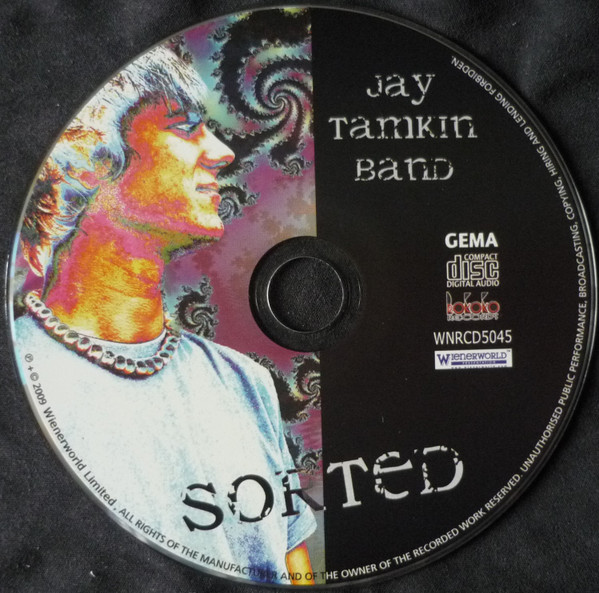 Jay
Tamkin
Band
GEMA
COMPACT
disc
DIGITAL AUDIO
WNRCD5045
WIENERWORLD
PRESENTATION
SORTED
℗ + © 2009 Wienerworld Limited . ALL RIGHTS OF THE MANUFACTURER AND OF THE OWNER OF THE RECORDED WORK RESERVED. UNAUTHORISED PUBLIC PERFORMANCE, BROADCASTING, COPYING, HIRING AND LENDING FORBIDDEN.